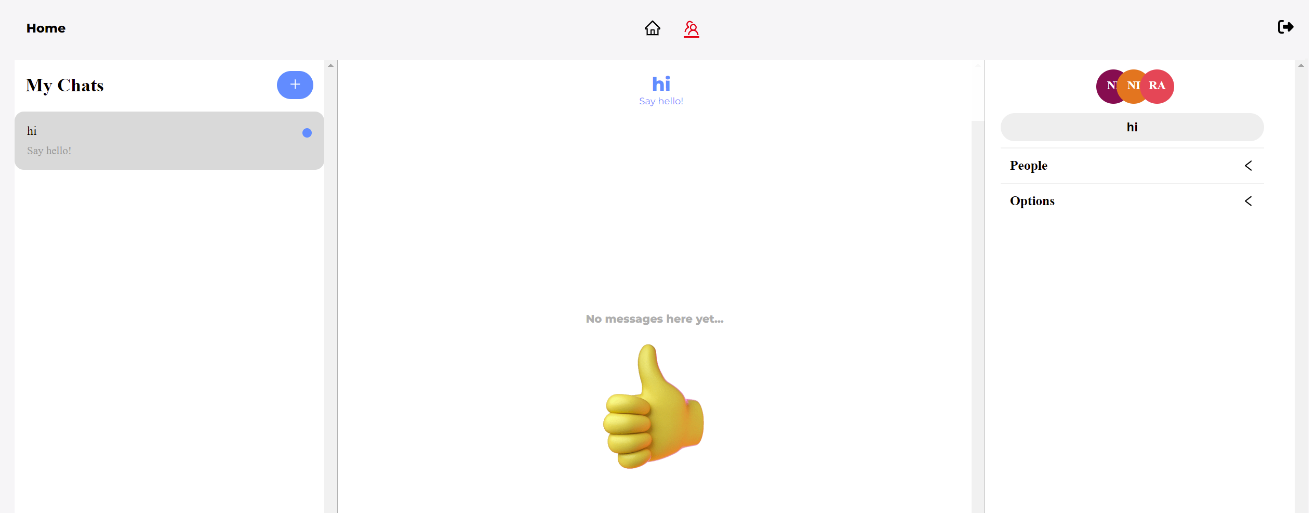 Home
My Chats
+
hi
Say hello!
hi
Say hello!
No messages here yet...
RA
hi
People
Options